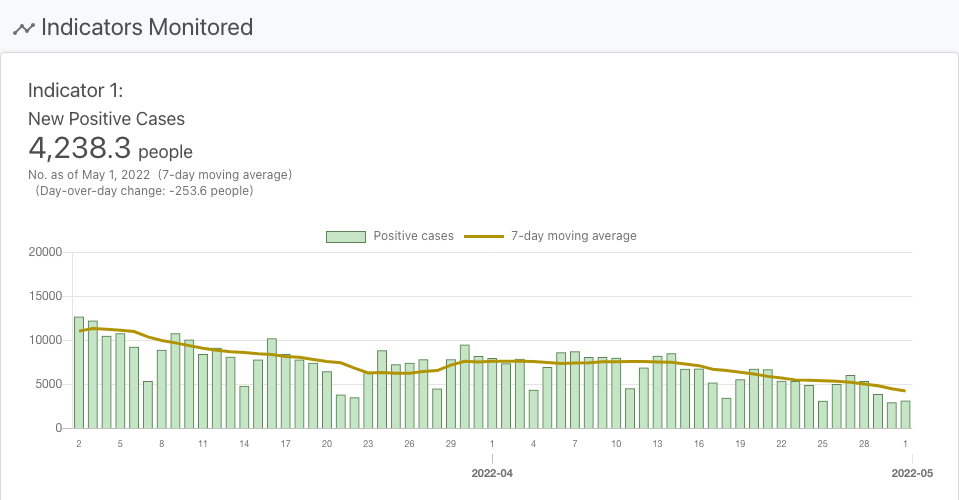 Indicators Monitored
Indicator 1:
New Positive Cases
4,238.3 people
No. as of May 1, 2022 (7-day moving average)
(Day-over-day change: -253.6 people)
Positive cases 7-day moving average
20000
15000
10000
5000
0
2 5 8 11 14 17 20 23 26 29 1 4 7 10 13 16 19 22 25 28 1
2022-04 2022-05